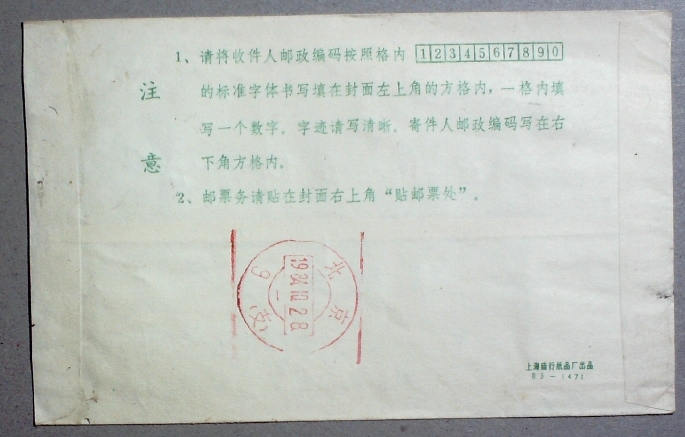 注意
1、请将收件人邮政编码按照格内 1234567890
的标准字体书写填在封面左上角的方格内，一格内填
写一个数字。字迹请写清晰。寄件人邮政编码写在右
下角方格内。
2、邮票务请贴在封面右上角“贴邮票处”。
北京
1984.10.28
9(支)
上海庙行纸品厂出品